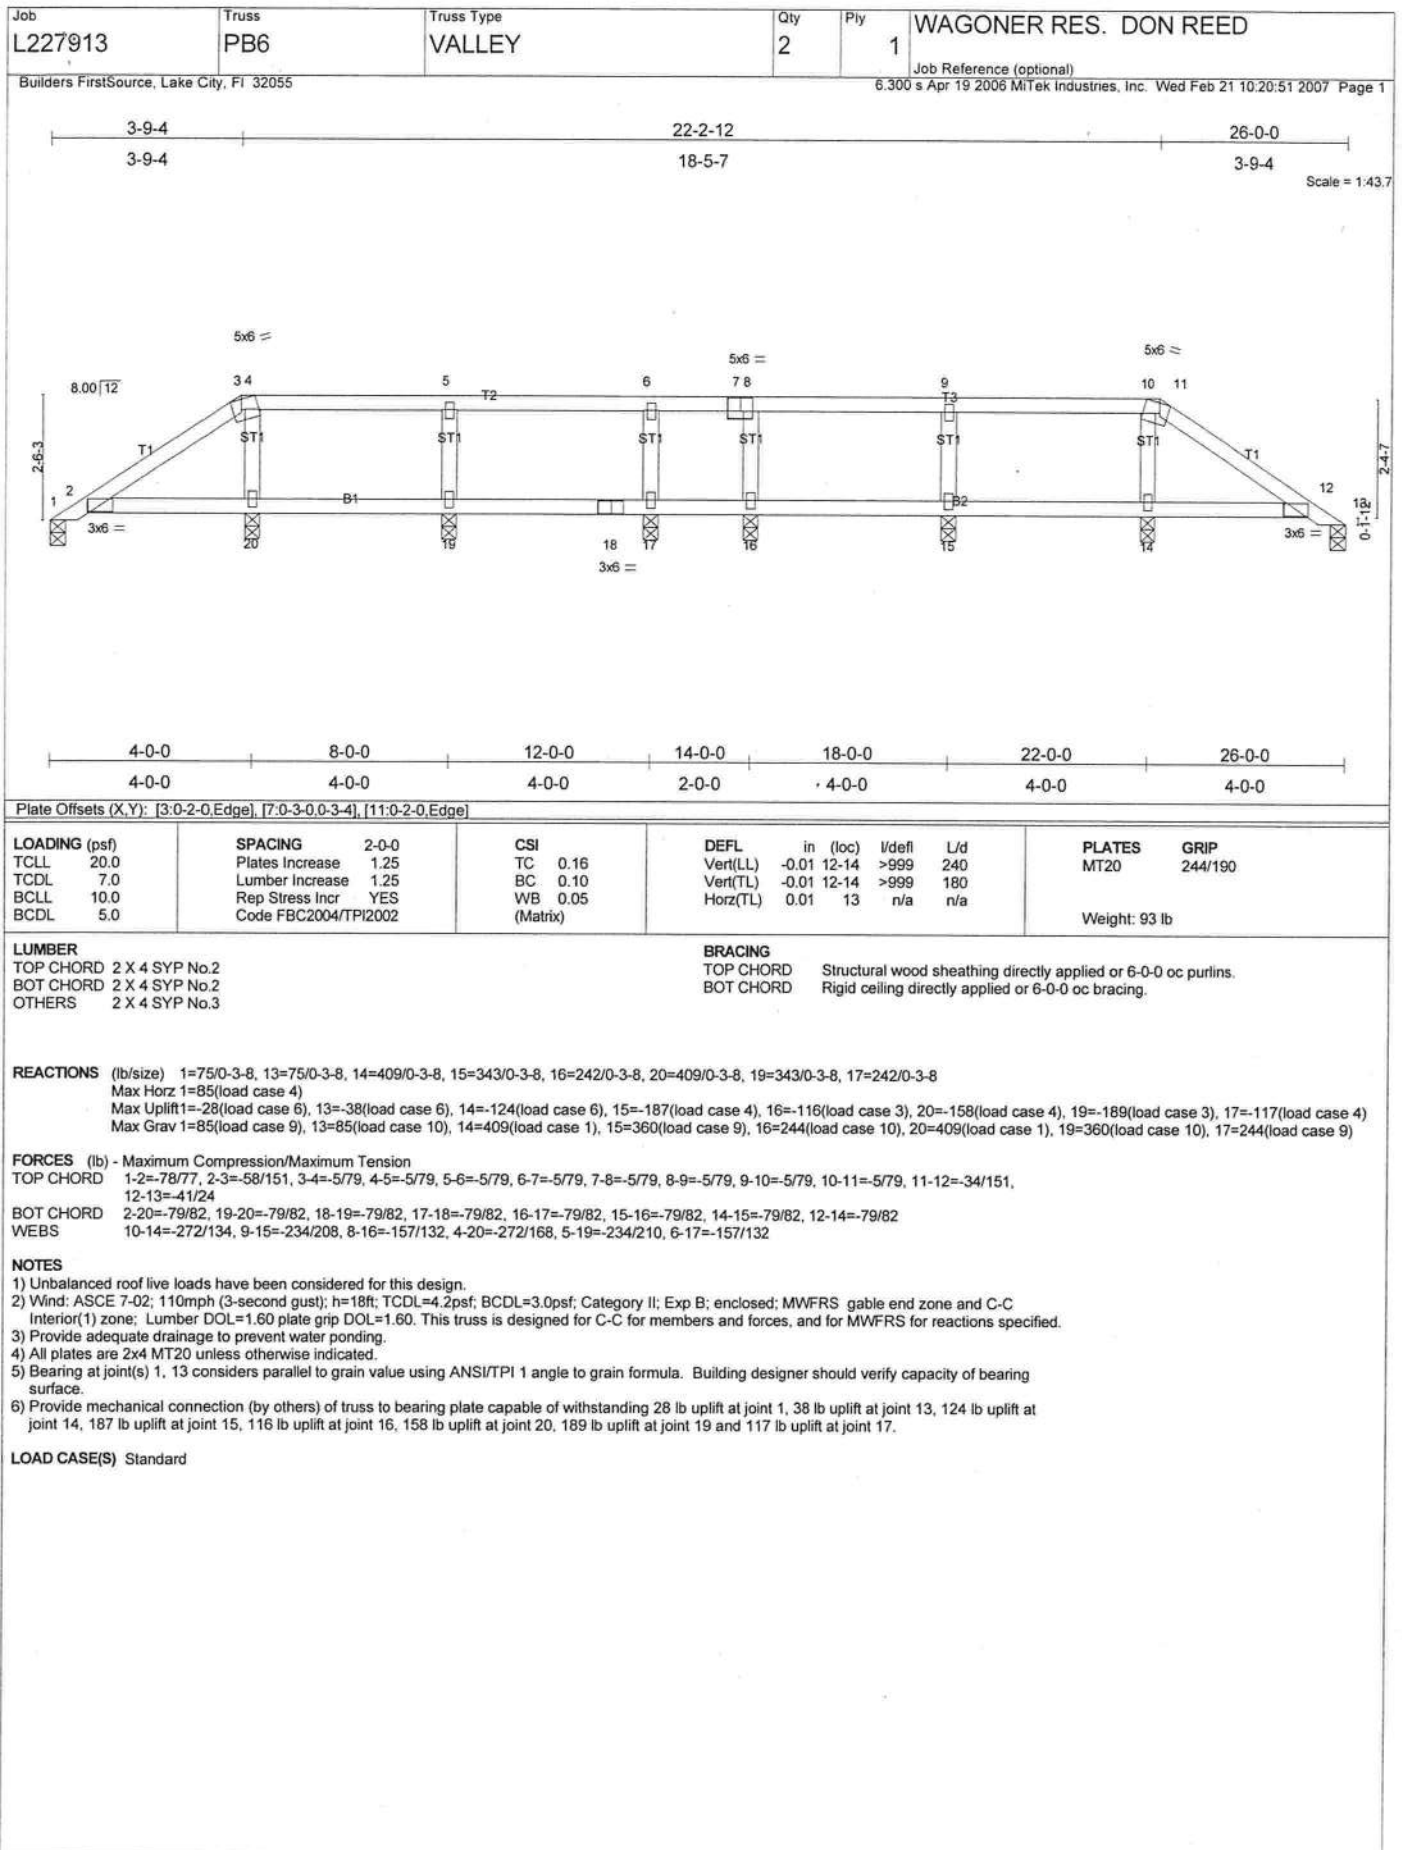 Job Truss Truss Type Qty Ply WAGONER RES. DON REED
L227913 PB6 VALLEY 2 1
Job Reference (optional)
Builders FirstSource, Lake City, Fl 32055 6.300 s Apr 19 2006 MiTek Industries, Inc. Wed Feb 21 10:20:51 2007 Page 1
3-9-4 22-2-12 26-0-0
3-9-4 18-5-7 3-9-4
Scale = 1:43.7
5x6 = 5x6 = 5x6 =
8.00 12 3 4 5 6 7 8 9 10 11
T2 T3
2-6-3 T1 ST1 ST1 ST1 ST1 ST1 ST1 T1 2-4-7
1 2 B1 B2 12 13
3x6 = 3x6 = 0-1-12
20 19 18 17 16 15 14
3x6 =
4-0-0 8-0-0 12-0-0 14-0-0 18-0-0 22-0-0 26-0-0
4-0-0 4-0-0 4-0-0 2-0-0 4-0-0 4-0-0 4-0-0
Plate Offsets (X,Y): [3:0-2-0,Edge], [7:0-3-0,0-3-4], [11:0-2-0,Edge]
LOADING (psf) SPACING 2-0-0 CSI DEFL in (loc) l/defl L/d PLATES GRIP
TCLL 20.0 Plates Increase 1.25 TC 0.16 Vert(LL) -0.01 12-14 >999 240 MT20 244/190
TCDL 7.0 Lumber Increase 1.25 BC 0.10 Vert(TL) -0.01 12-14 >999 180
BCLL 10.0 Rep Stress Incr YES WB 0.05 Horz(TL) 0.01 13 n/a n/a
BCDL 5.0 Code FBC2004/TPI2002 (Matrix) Weight: 93 lb
LUMBER BRACING
TOP CHORD 2 X 4 SYP No.2 TOP CHORD Structural wood sheathing directly applied or 6-0-0 oc purlins.
BOT CHORD 2 X 4 SYP No.2 BOT CHORD Rigid ceiling directly applied or 6-0-0 oc bracing.
OTHERS 2 X 4 SYP No.3
REACTIONS (lb/size) 1=75/0-3-8, 13=75/0-3-8, 14=409/0-3-8, 15=343/0-3-8, 16=242/0-3-8, 20=409/0-3-8, 19=343/0-3-8, 17=242/0-3-8
Max Horz 1=85(load case 4)
Max Uplift1=-28(load case 6), 13=-38(load case 6), 14=-124(load case 6), 15=-187(load case 4), 16=-116(load case 3), 20=-158(load case 4), 19=-189(load case 3), 17=-117(load case 4)
Max Grav 1=85(load case 9), 13=85(load case 10), 14=409(load case 1), 15=360(load case 9), 16=244(load case 10), 20=409(load case 1), 19=360(load case 10), 17=244(load case 9)
FORCES (lb) - Maximum Compression/Maximum Tension
TOP CHORD 1-2=-78/77, 2-3=-58/151, 3-4=-5/79, 4-5=-5/79, 5-6=-5/79, 6-7=-5/79, 7-8=-5/79, 8-9=-5/79, 9-10=-5/79, 10-11=-5/79, 11-12=-34/151,
12-13=-41/24
BOT CHORD 2-20=-79/82, 19-20=-79/82, 18-19=-79/82, 17-18=-79/82, 16-17=-79/82, 15-16=-79/82, 14-15=-79/82, 12-14=-79/82
WEBS 10-14=-272/134, 9-15=-234/208, 8-16=-157/132, 4-20=-272/168, 5-19=-234/210, 6-17=-157/132
NOTES
1) Unbalanced roof live loads have been considered for this design.
2) Wind: ASCE 7-02; 110mph (3-second gust); h=18ft; TCDL=4.2psf; BCDL=3.0psf; Category II; Exp B; enclosed; MWFRS gable end zone and C-C
Interior(1) zone; Lumber DOL=1.60 plate grip DOL=1.60. This truss is designed for C-C for members and forces, and for MWFRS for reactions specified.
3) Provide adequate drainage to prevent water ponding.
4) All plates are 2x4 MT20 unless otherwise indicated.
5) Bearing at joint(s) 1, 13 considers parallel to grain value using ANSI/TPI 1 angle to grain formula. Building designer should verify capacity of bearing
surface.
6) Provide mechanical connection (by others) of truss to bearing plate capable of withstanding 28 lb uplift at joint 1, 38 lb uplift at joint 13, 124 lb uplift at
joint 14, 187 lb uplift at joint 15, 116 lb uplift at joint 16, 158 lb uplift at joint 20, 189 lb uplift at joint 19 and 117 lb uplift at joint 17.
LOAD CASE(S) Standard